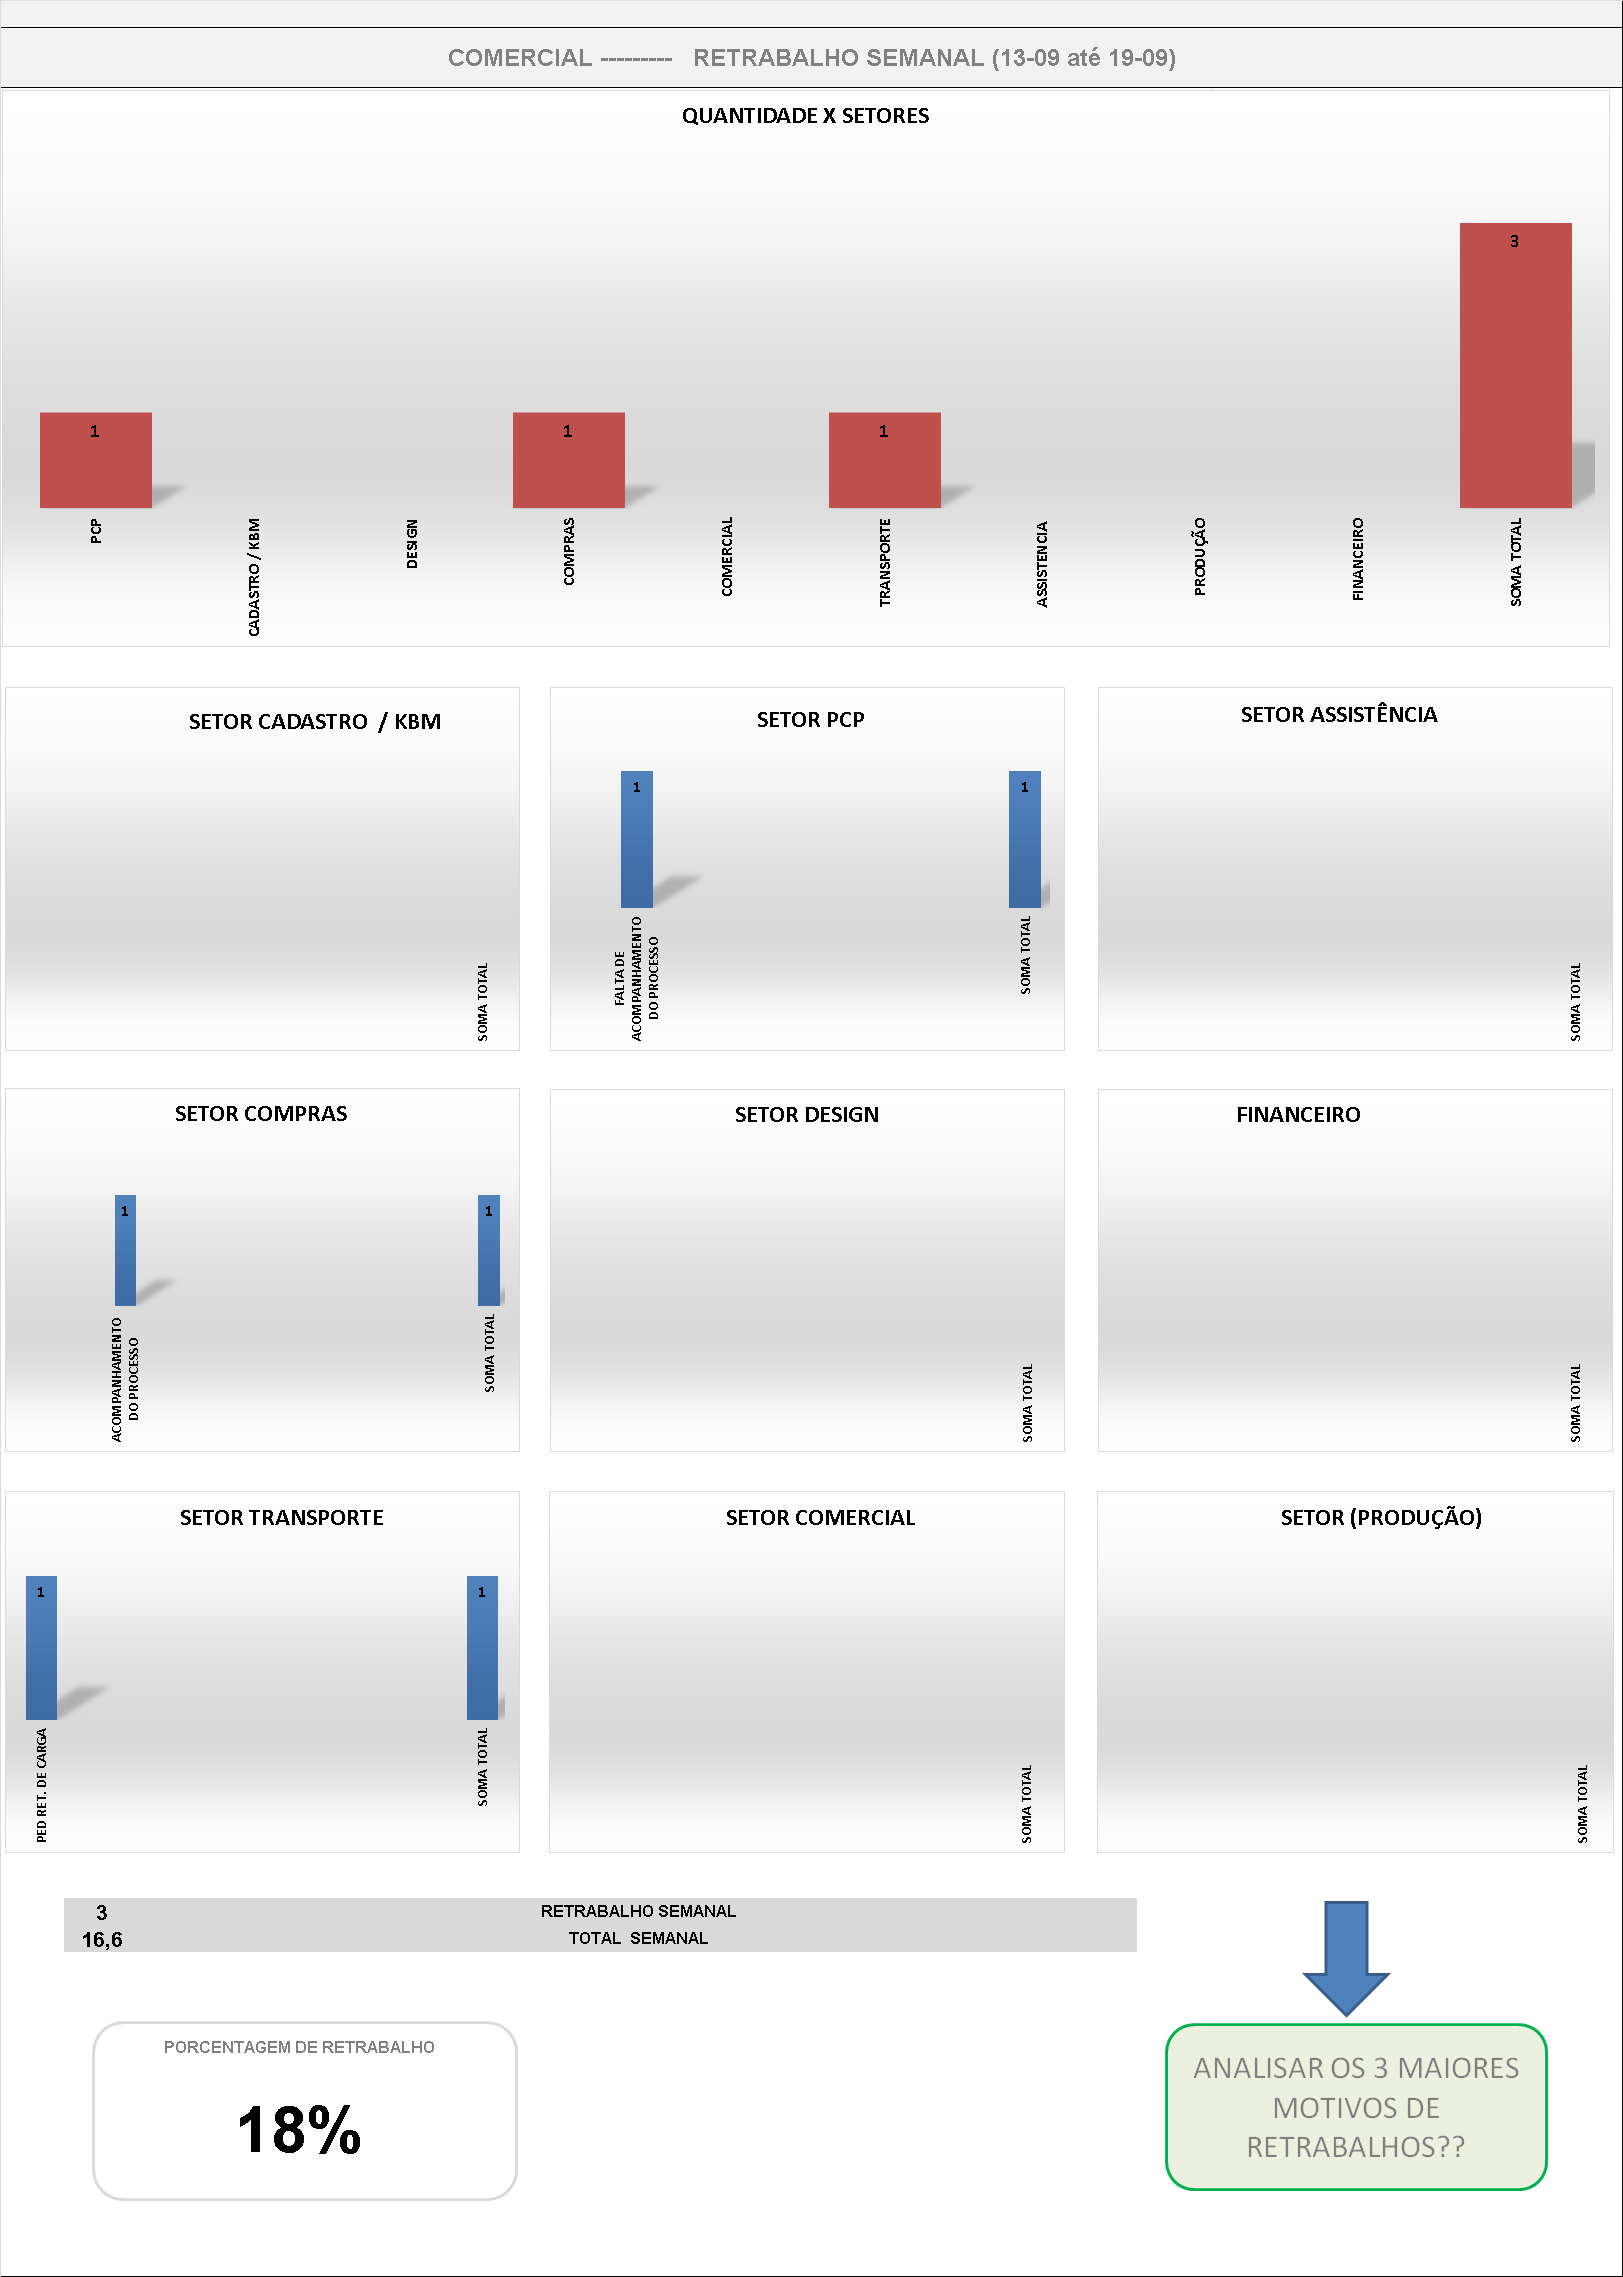 COMERCIAL --------- RETRABALHO SEMANAL (13-09 até 19-09)
QUANTIDADE X SETORES
3
1
1
1
PCP
CADASTRO / KBM
DESIGN
COMPRAS
COMERCIAL
TRANSPORTE
ASSISTENCIA
PRODUÇÃO
FINANCEIRO
SOMA TOTAL
SETOR CADASTRO / KBM
SOMA TOTAL
SETOR PCP
1
1
FALTA DE
ACOMPANHAMENTO
DO PROCESSO
SOMA TOTAL
SETOR ASSISTÊNCIA
SOMA TOTAL
SETOR COMPRAS
1
1
ACOMPANHAMENTO
DO PROCESSO
SOMA TOTAL
SETOR DESIGN
SOMA TOTAL
FINANCEIRO
SOMA TOTAL
SETOR TRANSPORTE
1
1
PED RET. DE CARGA
SOMA TOTAL
SETOR COMERCIAL
SOMA TOTAL
SETOR (PRODUÇÃO)
SOMA TOTAL
3 RETRABALHO SEMANAL
16,6 TOTAL SEMANAL
PORCENTAGEM DE RETRABALHO
18%
ANALISAR OS 3 MAIORES
MOTIVOS DE
RETRABALHOS??